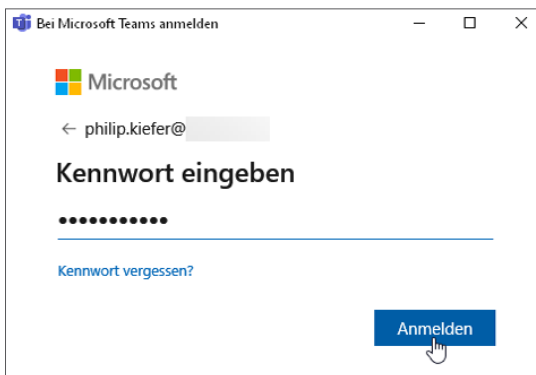 Bei Microsoft Teams anmelden
Microsoft
← philip.kiefer@
Kennwort eingeben
•••••••••••
Kennwort vergessen?
Anmelden